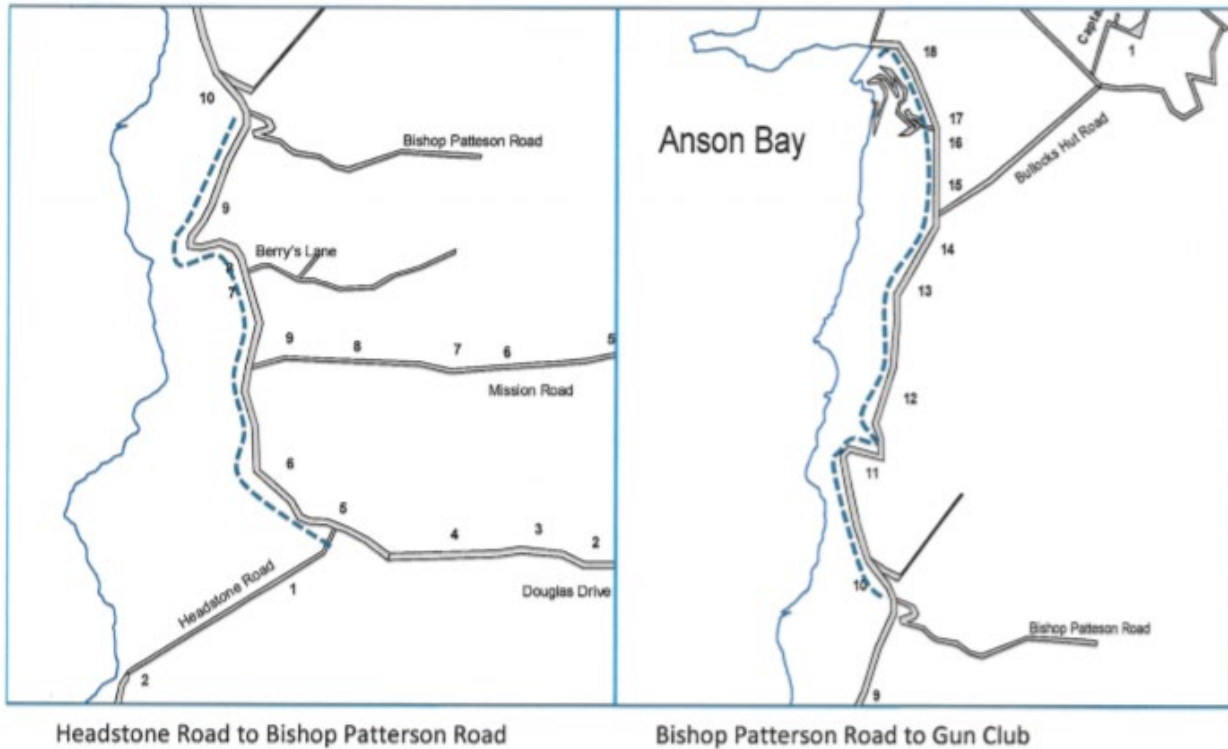 10
Bishop Patteson Road
9
Berry's Lane
8
7
9
8
7
6
5
Mission Road
6
5
4
3
2
Headstone Road
1
Douglas Drive
2
Headstone Road to Bishop Patterson Road
18
1
Anson Bay
17
16
Bullocks Hut Road
15
14
13
12
11
10
Bishop Patteson Road
9
Bishop Patterson Road to Gun Club